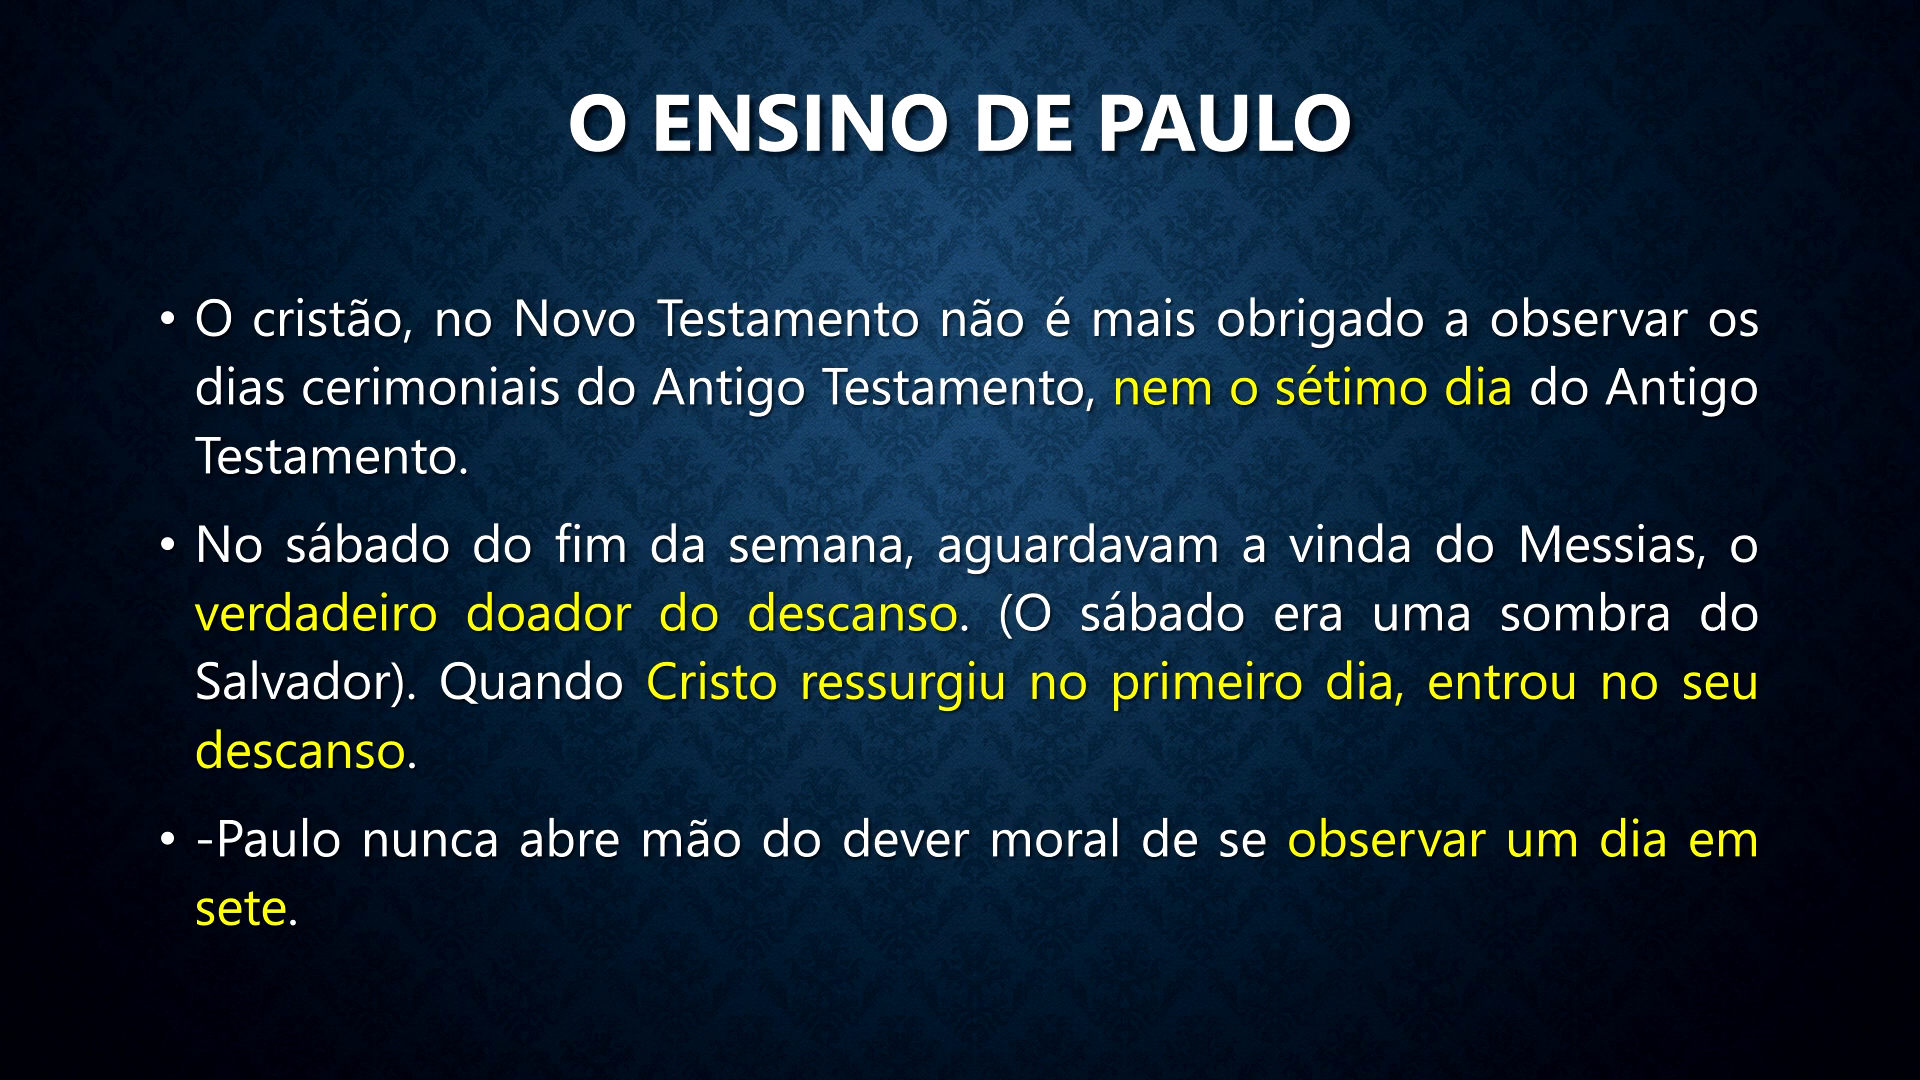 O ENSINO DE PAULO
• O cristão, no Novo Testamento não é mais obrigado a observar os
dias cerimoniais do Antigo Testamento, nem o sétimo dia do Antigo
Testamento.
• No sábado do fim da semana, aguardavam a vinda do Messias, o
verdadeiro doador do descanso. (O sábado era uma sombra do
Salvador). Quando Cristo ressurgiu no primeiro dia, entrou no seu
descanso.
• -Paulo nunca abre mão do dever moral de se observar um dia em
sete.